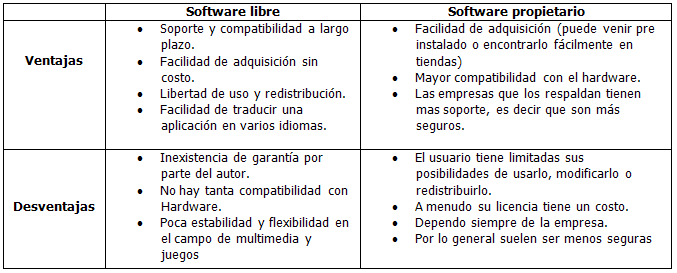 Software libre
Software propietario
Ventajas
• Soporte y compatibilidad a largo
plazo.
• Facilidad de adquisición sin
costo.
• Libertad de uso y redistribución.
• Facilidad de traducir una
aplicación en varios idiomas.
• Facilidad de adquisición (puede venir pre
instalado o encontrarlo fácilmente en
tiendas)
• Mayor compatibilidad con el hardware.
• Las empresas que los respaldan tienen
mas soporte, es decir que son más
seguros.
Desventajas
• Inexistencia de garantía por
parte del autor.
• No hay tanta compatibilidad con
Hardware.
• Poca estabilidad y flexibilidad en
el campo de multimedia y
juegos
• El usuario tiene limitadas sus
posibilidades de usarlo, modificarlo o
redistribuirlo.
• A menudo su licencia tiene un costo.
• Dependo siempre de la empresa.
• Por lo general suelen ser menos seguras